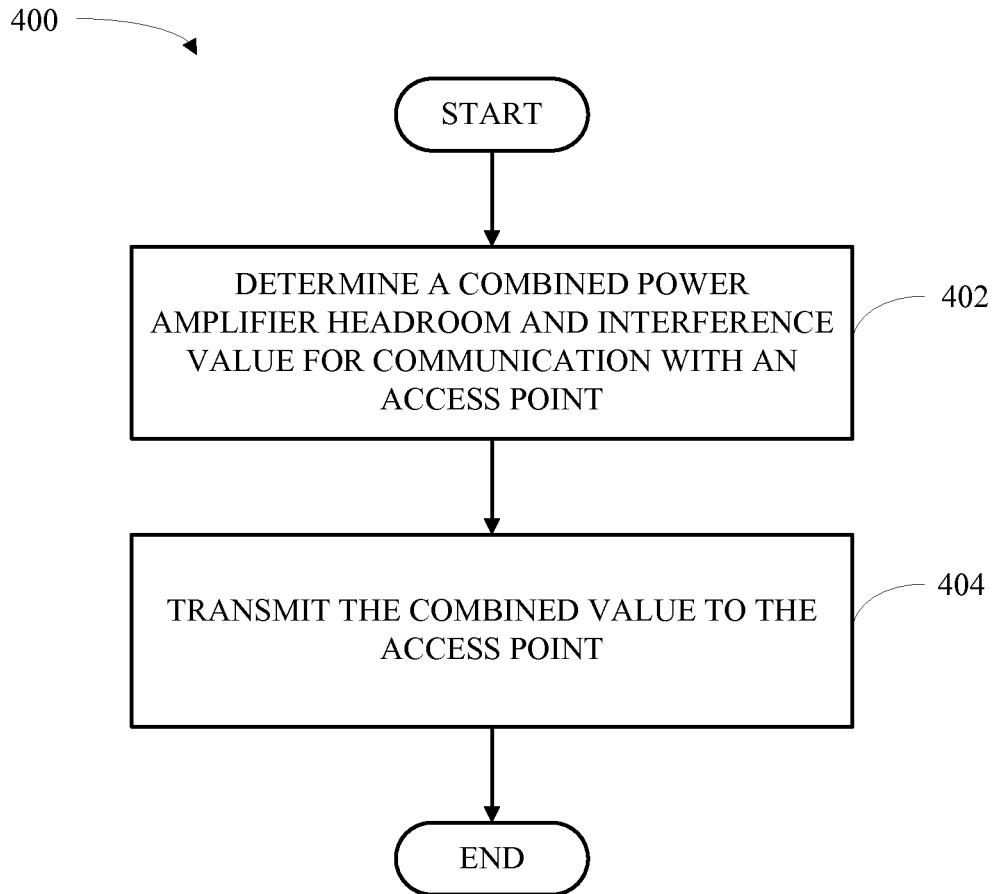 400
START
DETERMINE A COMBINED POWER
AMPLIFIER HEADROOM AND INTERFERENCE
VALUE FOR COMMUNICATION WITH AN
ACCESS POINT
402
TRANSMIT THE COMBINED VALUE TO THE
ACCESS POINT
404
END